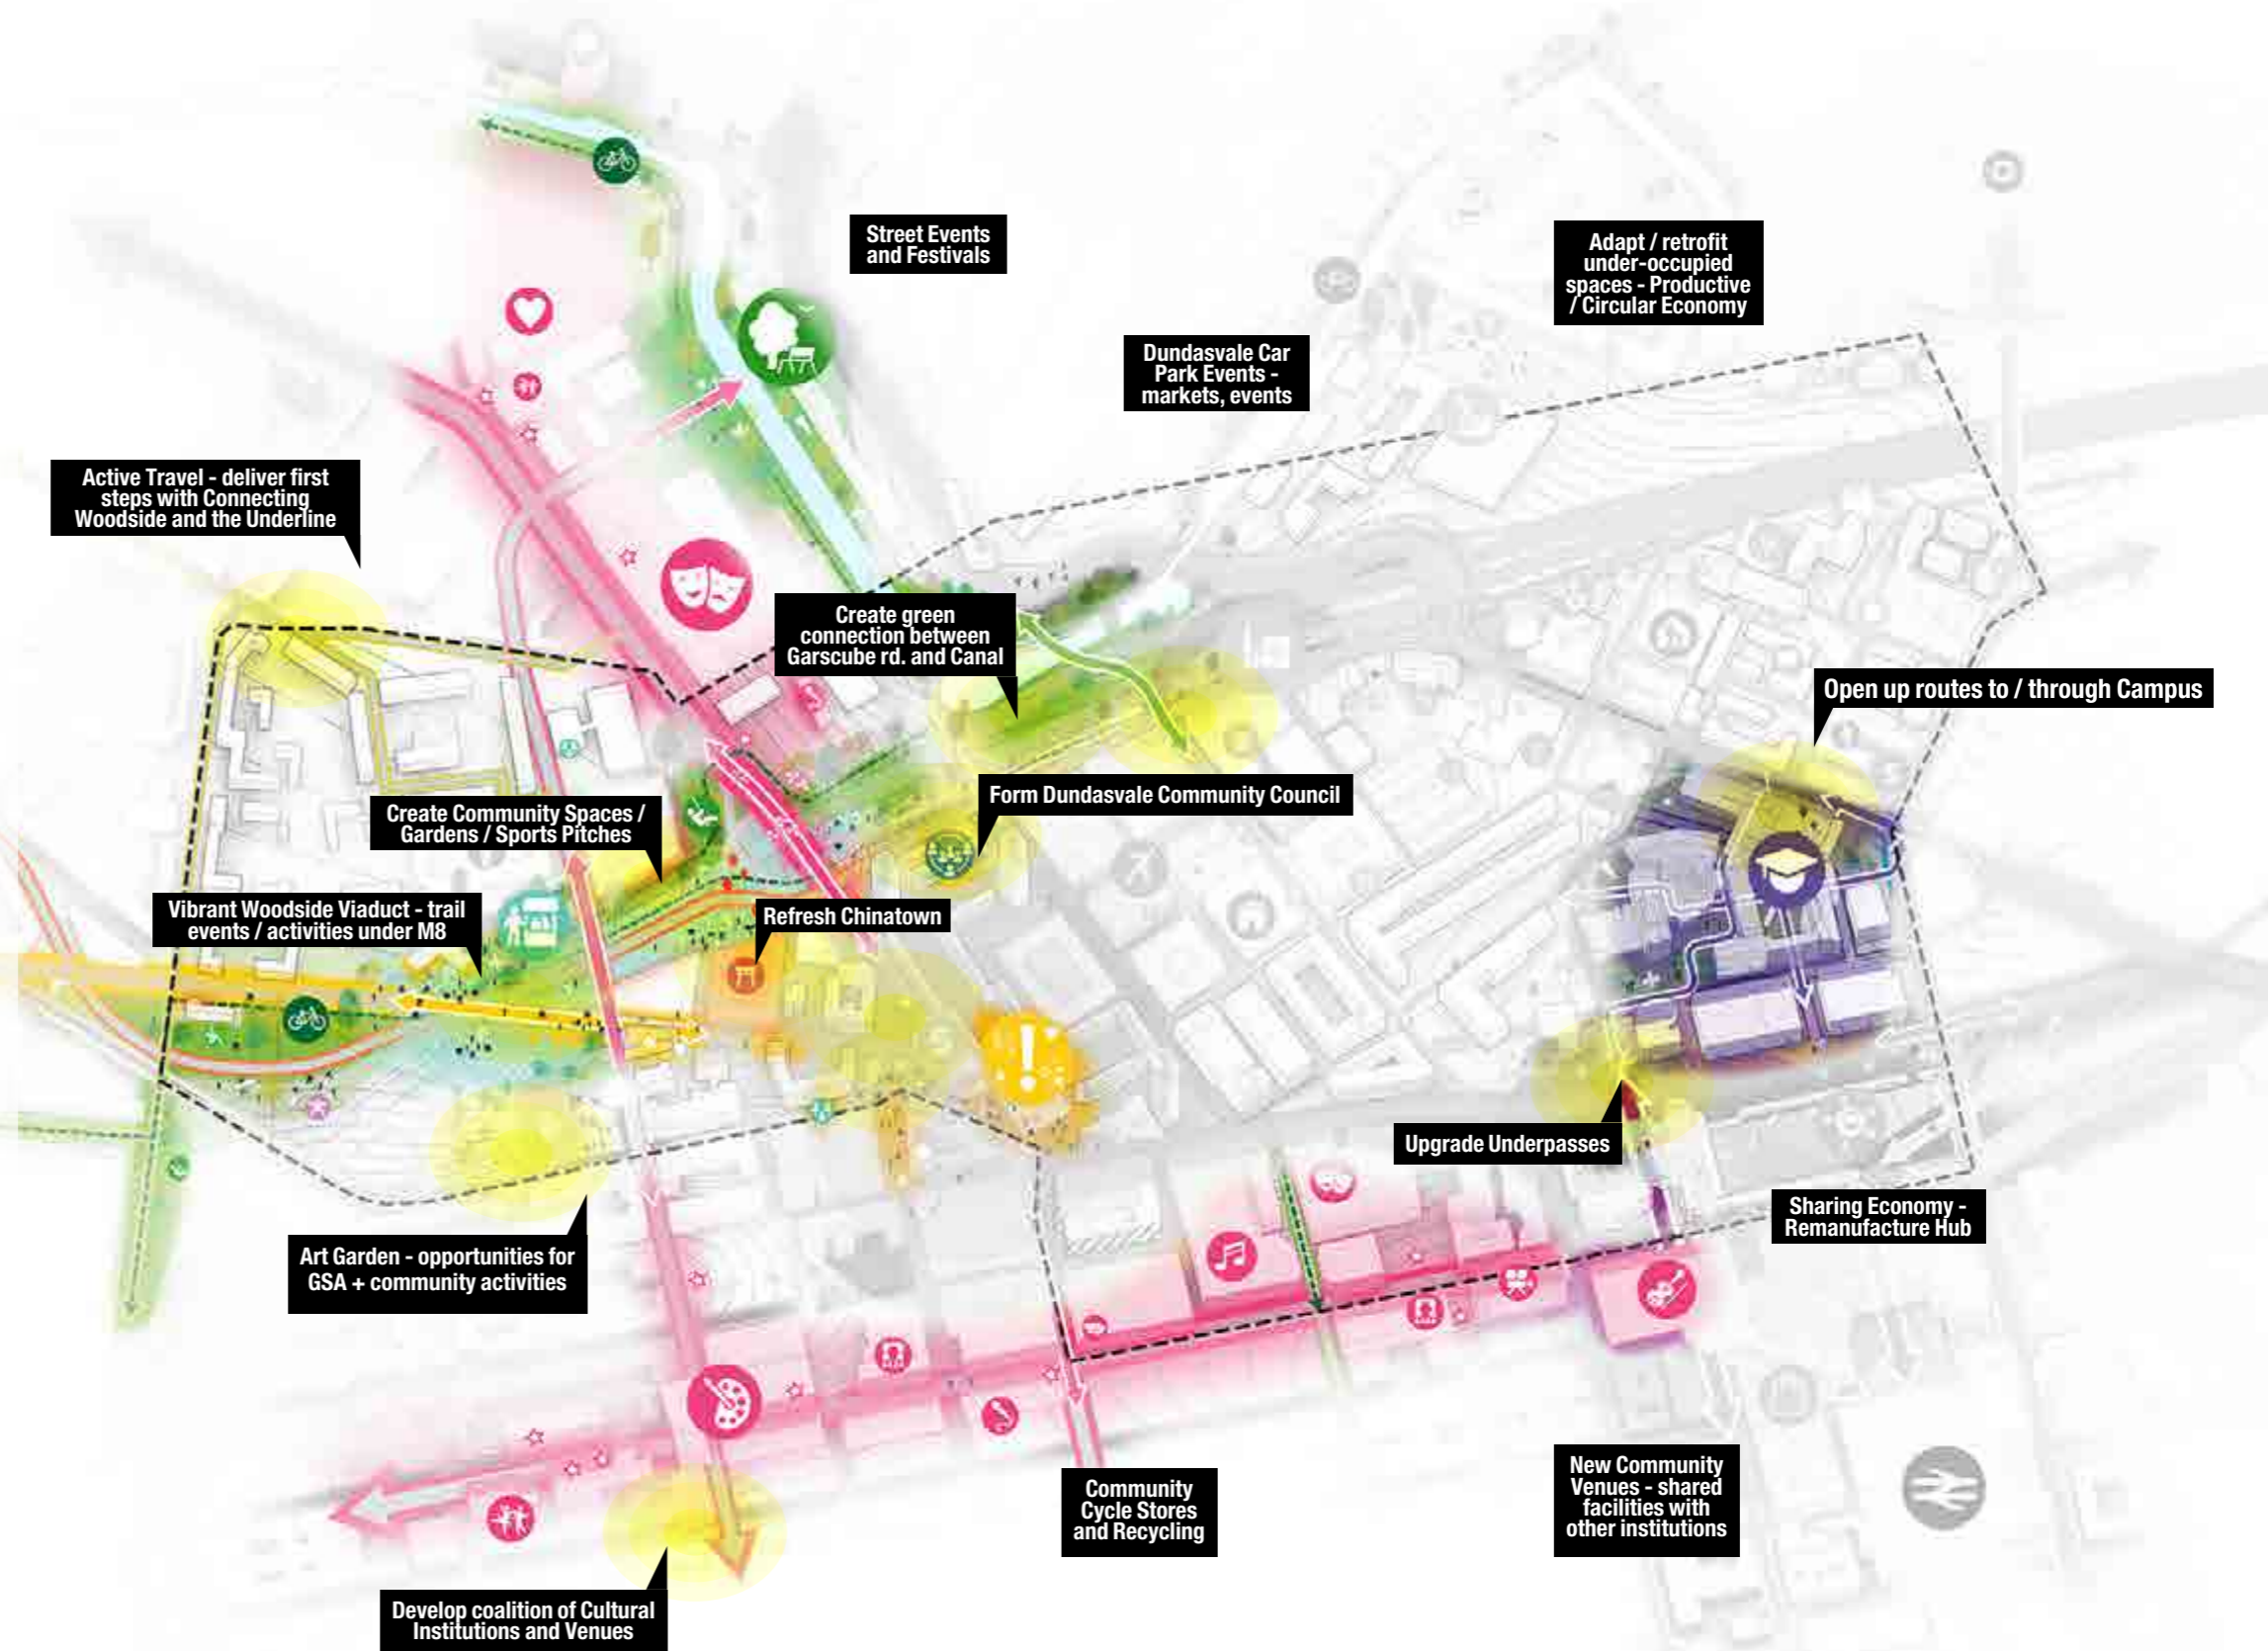 Street Events
and Festivals
Adapt / retrofit
under-occupied
spaces - Productive
/ Circular Economy
Dundasvale Car
Park Events -
markets, events
Active Travel - deliver first
steps with Connecting
Woodside and the Underline
Create green
connection between
Garscube rd. and Canal
Open up routes to / through Campus
Form Dundasvale Community Council
Create Community Spaces /
Gardens / Sports Pitches
Vibrant Woodside Viaduct - trail
events / activities under M8
Refresh Chinatown
!
Upgrade Underpasses
Sharing Economy -
Remanufacture Hub
Art Garden - opportunities for
GSA + community activities
Community
Cycle Stores
and Recycling
New Community
Venues - shared
facilities with
other institutions
Develop coalition of Cultural
Institutions and Venues